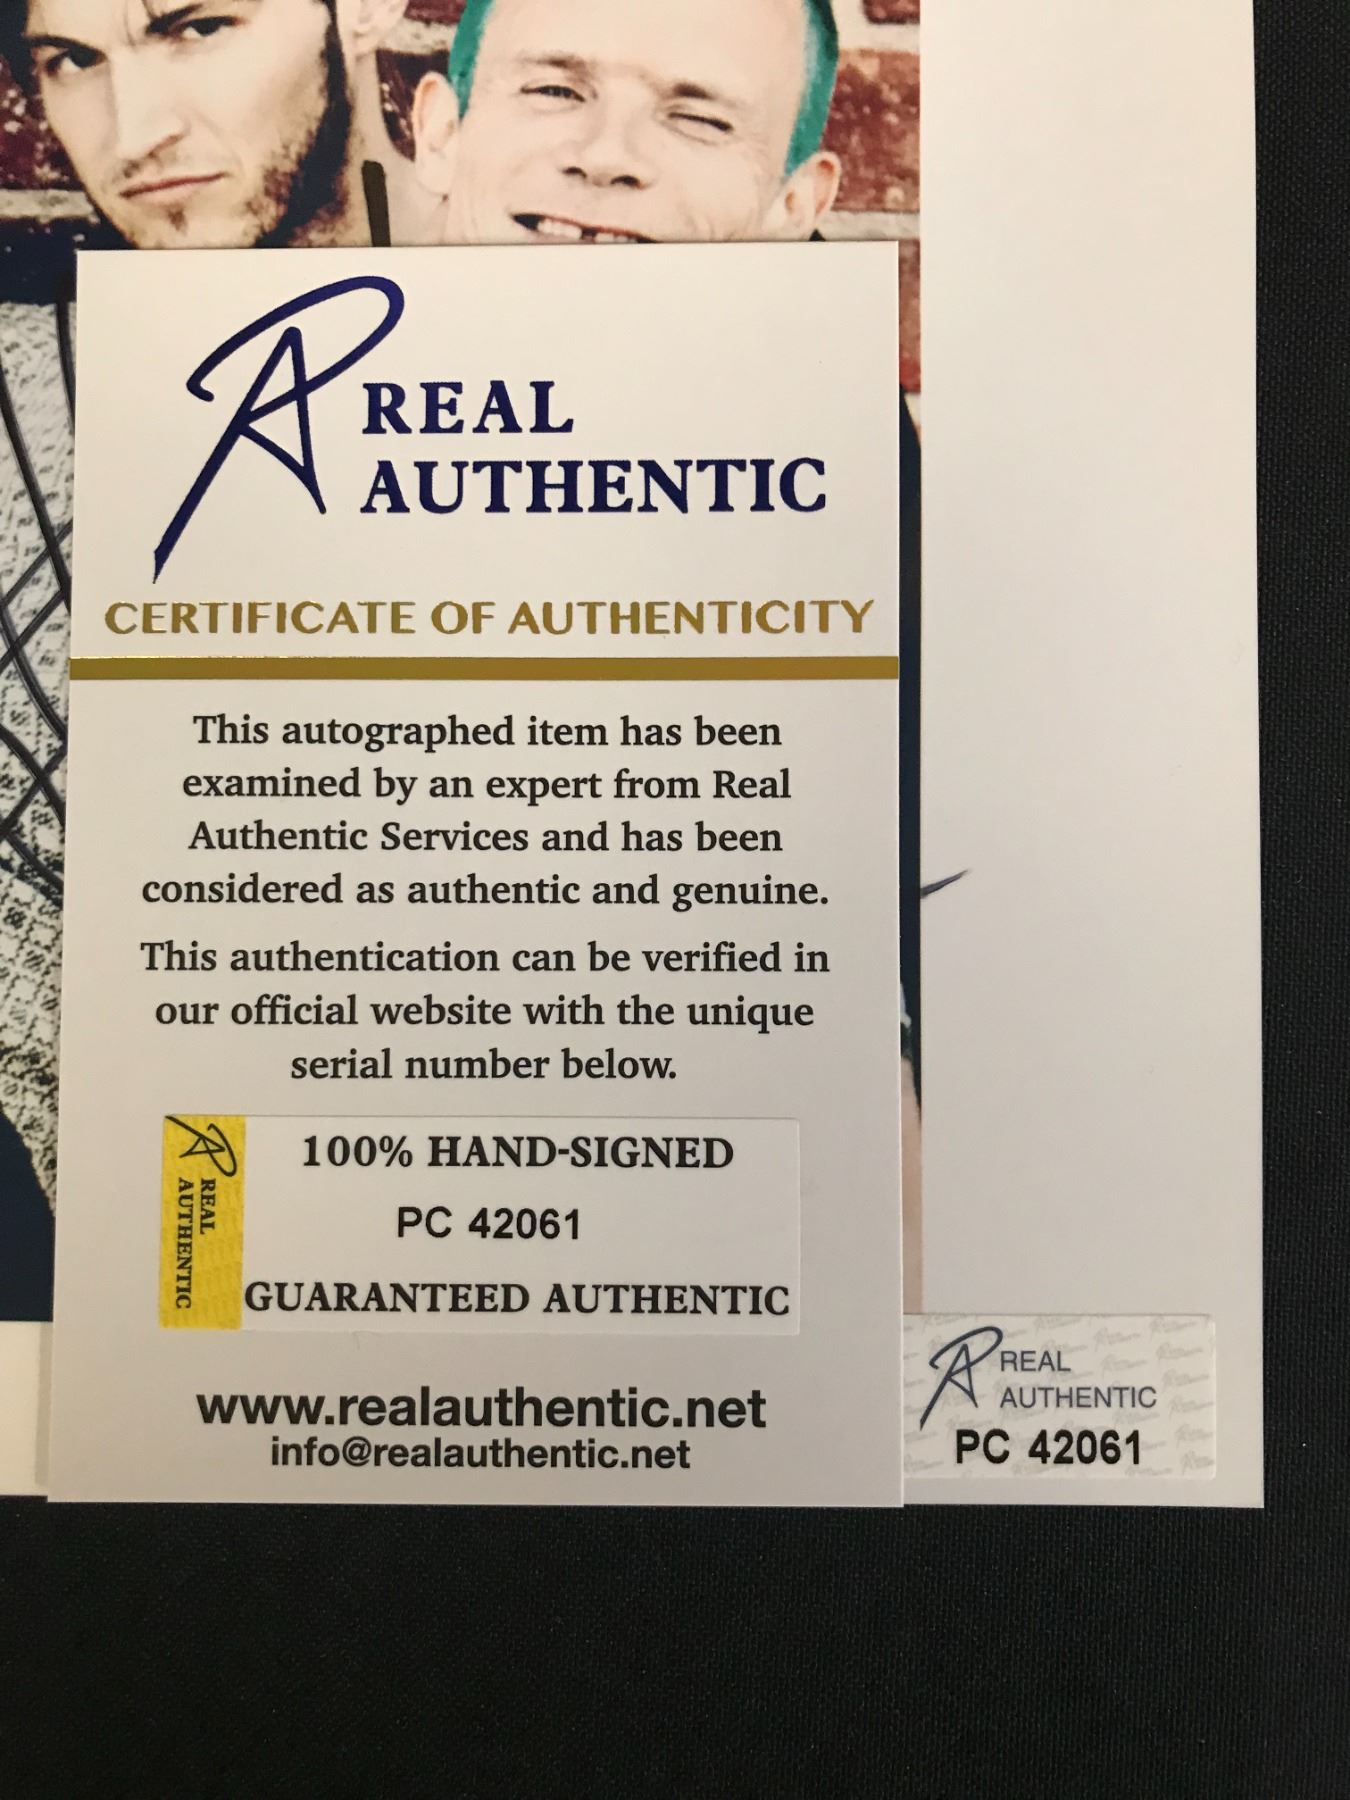 REAL
AUTHENTIC
CERTIFICATE OF AUTHENTICITY
This autographed item has been
examined by an expert from Real
Authentic Services and has been
considered as authentic and genuine.
This authentication can be verified in
our official website with the unique
serial number below.
REAL
AUTHENTIC
100% HAND-SIGNED
PC 42061
GUARANTEED AUTHENTIC
www.realauthentic.net
info@realauthentic.net
REAL
AUTHENTIC
PC 42061